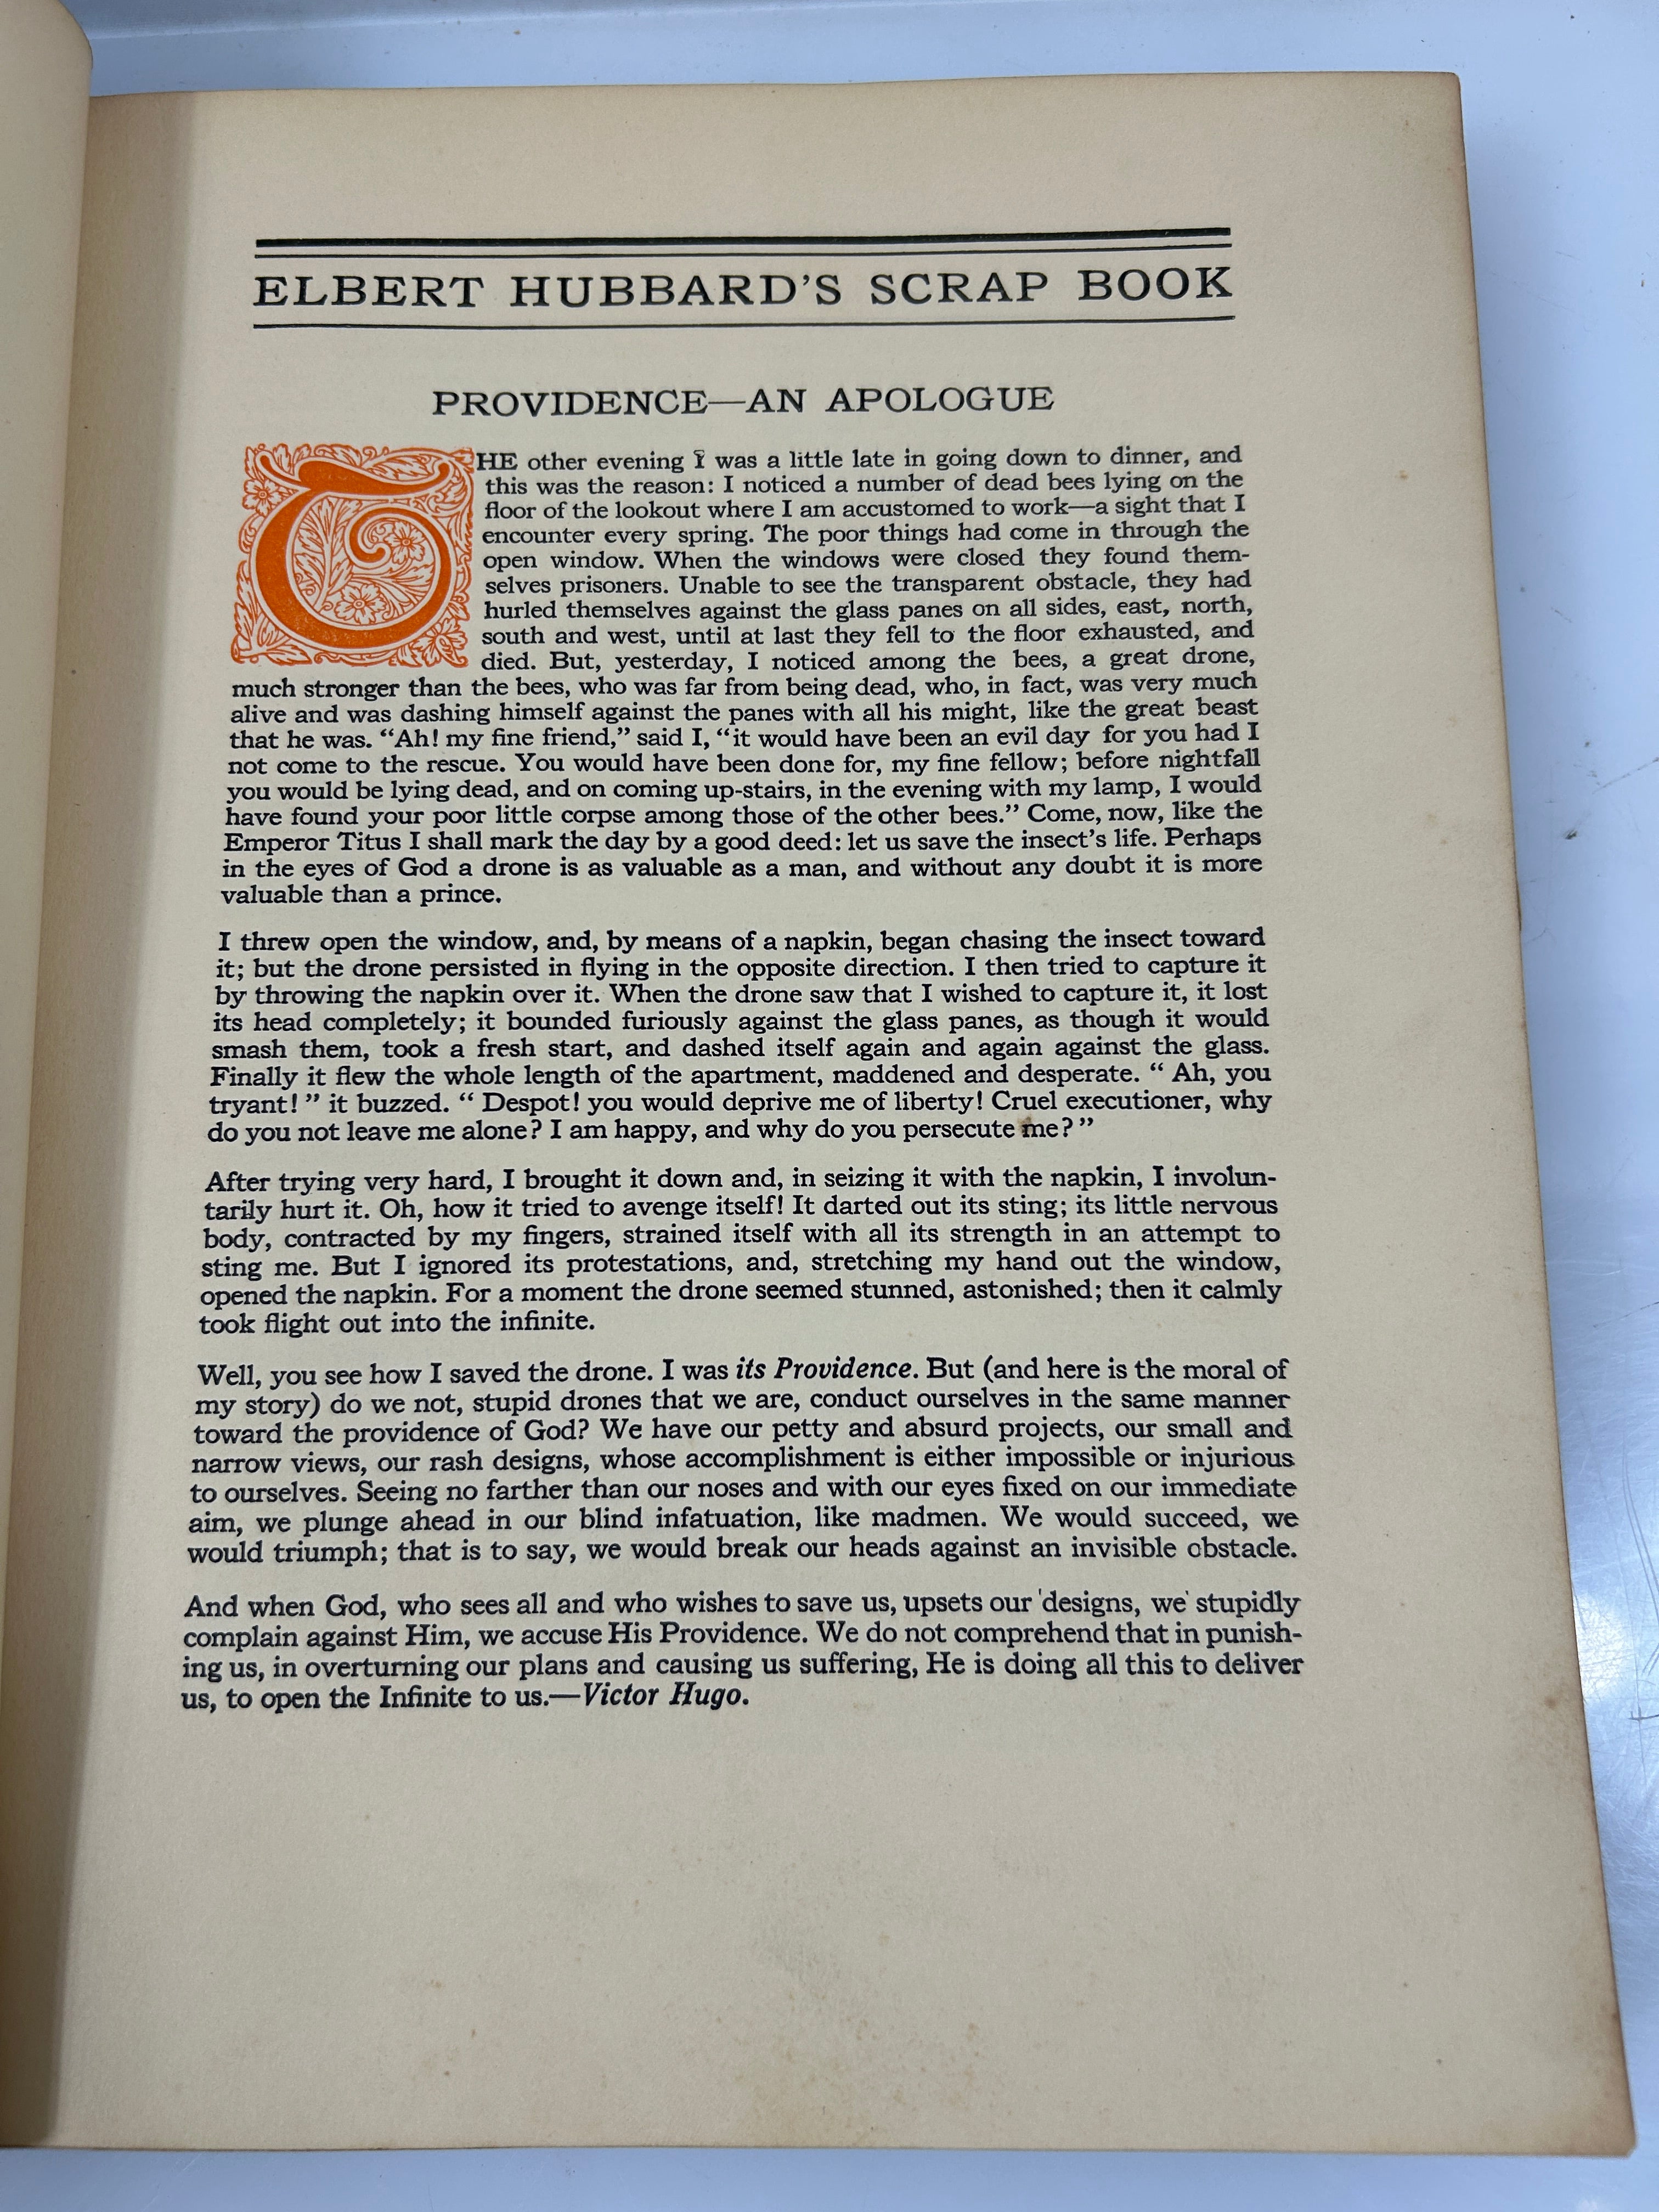 ELBERT HUBBARD'S SCRAP BOOK
PROVIDENCE—AN APOLOGUE
THE other evening I was a little late in going down to dinner, and
this was the reason: I noticed a number of dead bees lying on the
floor of the lookout where I am accustomed to work—a sight that I
encounter every spring. The poor things had come in through the
open window. When the windows were closed they found them-
selves prisoners. Unable to see the transparent obstacle, they had
hurled themselves against the glass panes on all sides, east, north,
south and west, until at last they fell to the floor exhausted, and
died. But, yesterday, I noticed among the bees, a great drone,
much stronger than the bees, who was far from being dead, who, in fact, was very much
alive and was dashing himself against the panes with all his might, like the great beast
that he was. “Ah! my fine friend,” said I, “it would have been an evil day for you had I
not come to the rescue. You would have been done for, my fine fellow; before nightfall
you would be lying dead, and on coming up-stairs, in the evening with my lamp, I would
have found your poor little corpse among those of the other bees.” Come, now, like the
Emperor Titus I shall mark the day by a good deed: let us save the insect's life. Perhaps
in the eyes of God a drone is as valuable as a man, and without any doubt it is more
valuable than a prince.
I threw open the window, and, by means of a napkin, began chasing the insect toward
it; but the drone persisted in flying in the opposite direction. I then tried to capture it
by throwing the napkin over it. When the drone saw that I wished to capture it, it lost
its head completely; it bounded furiously against the glass panes, as though it would
smash them, took a fresh start, and dashed itself again and again against the glass.
Finally it flew the whole length of the apartment, maddened and desperate. “ Ah, you
tryant! ” it buzzed. “ Despot! you would deprive me of liberty! Cruel executioner, why
do you not leave me alone? I am happy, and why do you persecute me? ”
After trying very hard, I brought it down and, in seizing it with the napkin, I involun-
tarily hurt it. Oh, how it tried to avenge itself! It darted out its sting; its little nervous
body, contracted by my fingers, strained itself with all its strength in an attempt to
sting me. But I ignored its protestations, and, stretching my hand out the window,
opened the napkin. For a moment the drone seemed stunned, astonished; then it calmly
took flight out into the infinite.
Well, you see how I saved the drone. I was its Providence. But (and here is the moral of
my story) do we not, stupid drones that we are, conduct ourselves in the same manner
toward the providence of God? We have our petty and absurd projects, our small and
narrow views, our rash designs, whose accomplishment is either impossible or injurious
to ourselves. Seeing no farther than our noses and with our eyes fixed on our immediate
aim, we plunge ahead in our blind infatuation, like madmen. We would succeed, we
would triumph; that is to say, we would break our heads against an invisible obstacle.
And when God, who sees all and who wishes to save us, upsets our designs, we stupidly
complain against Him, we accuse His Providence. We do not comprehend that in punish-
ing us, in overturning our plans and causing us suffering, He is doing all this to deliver
us, to open the Infinite to us.—Victor Hugo.